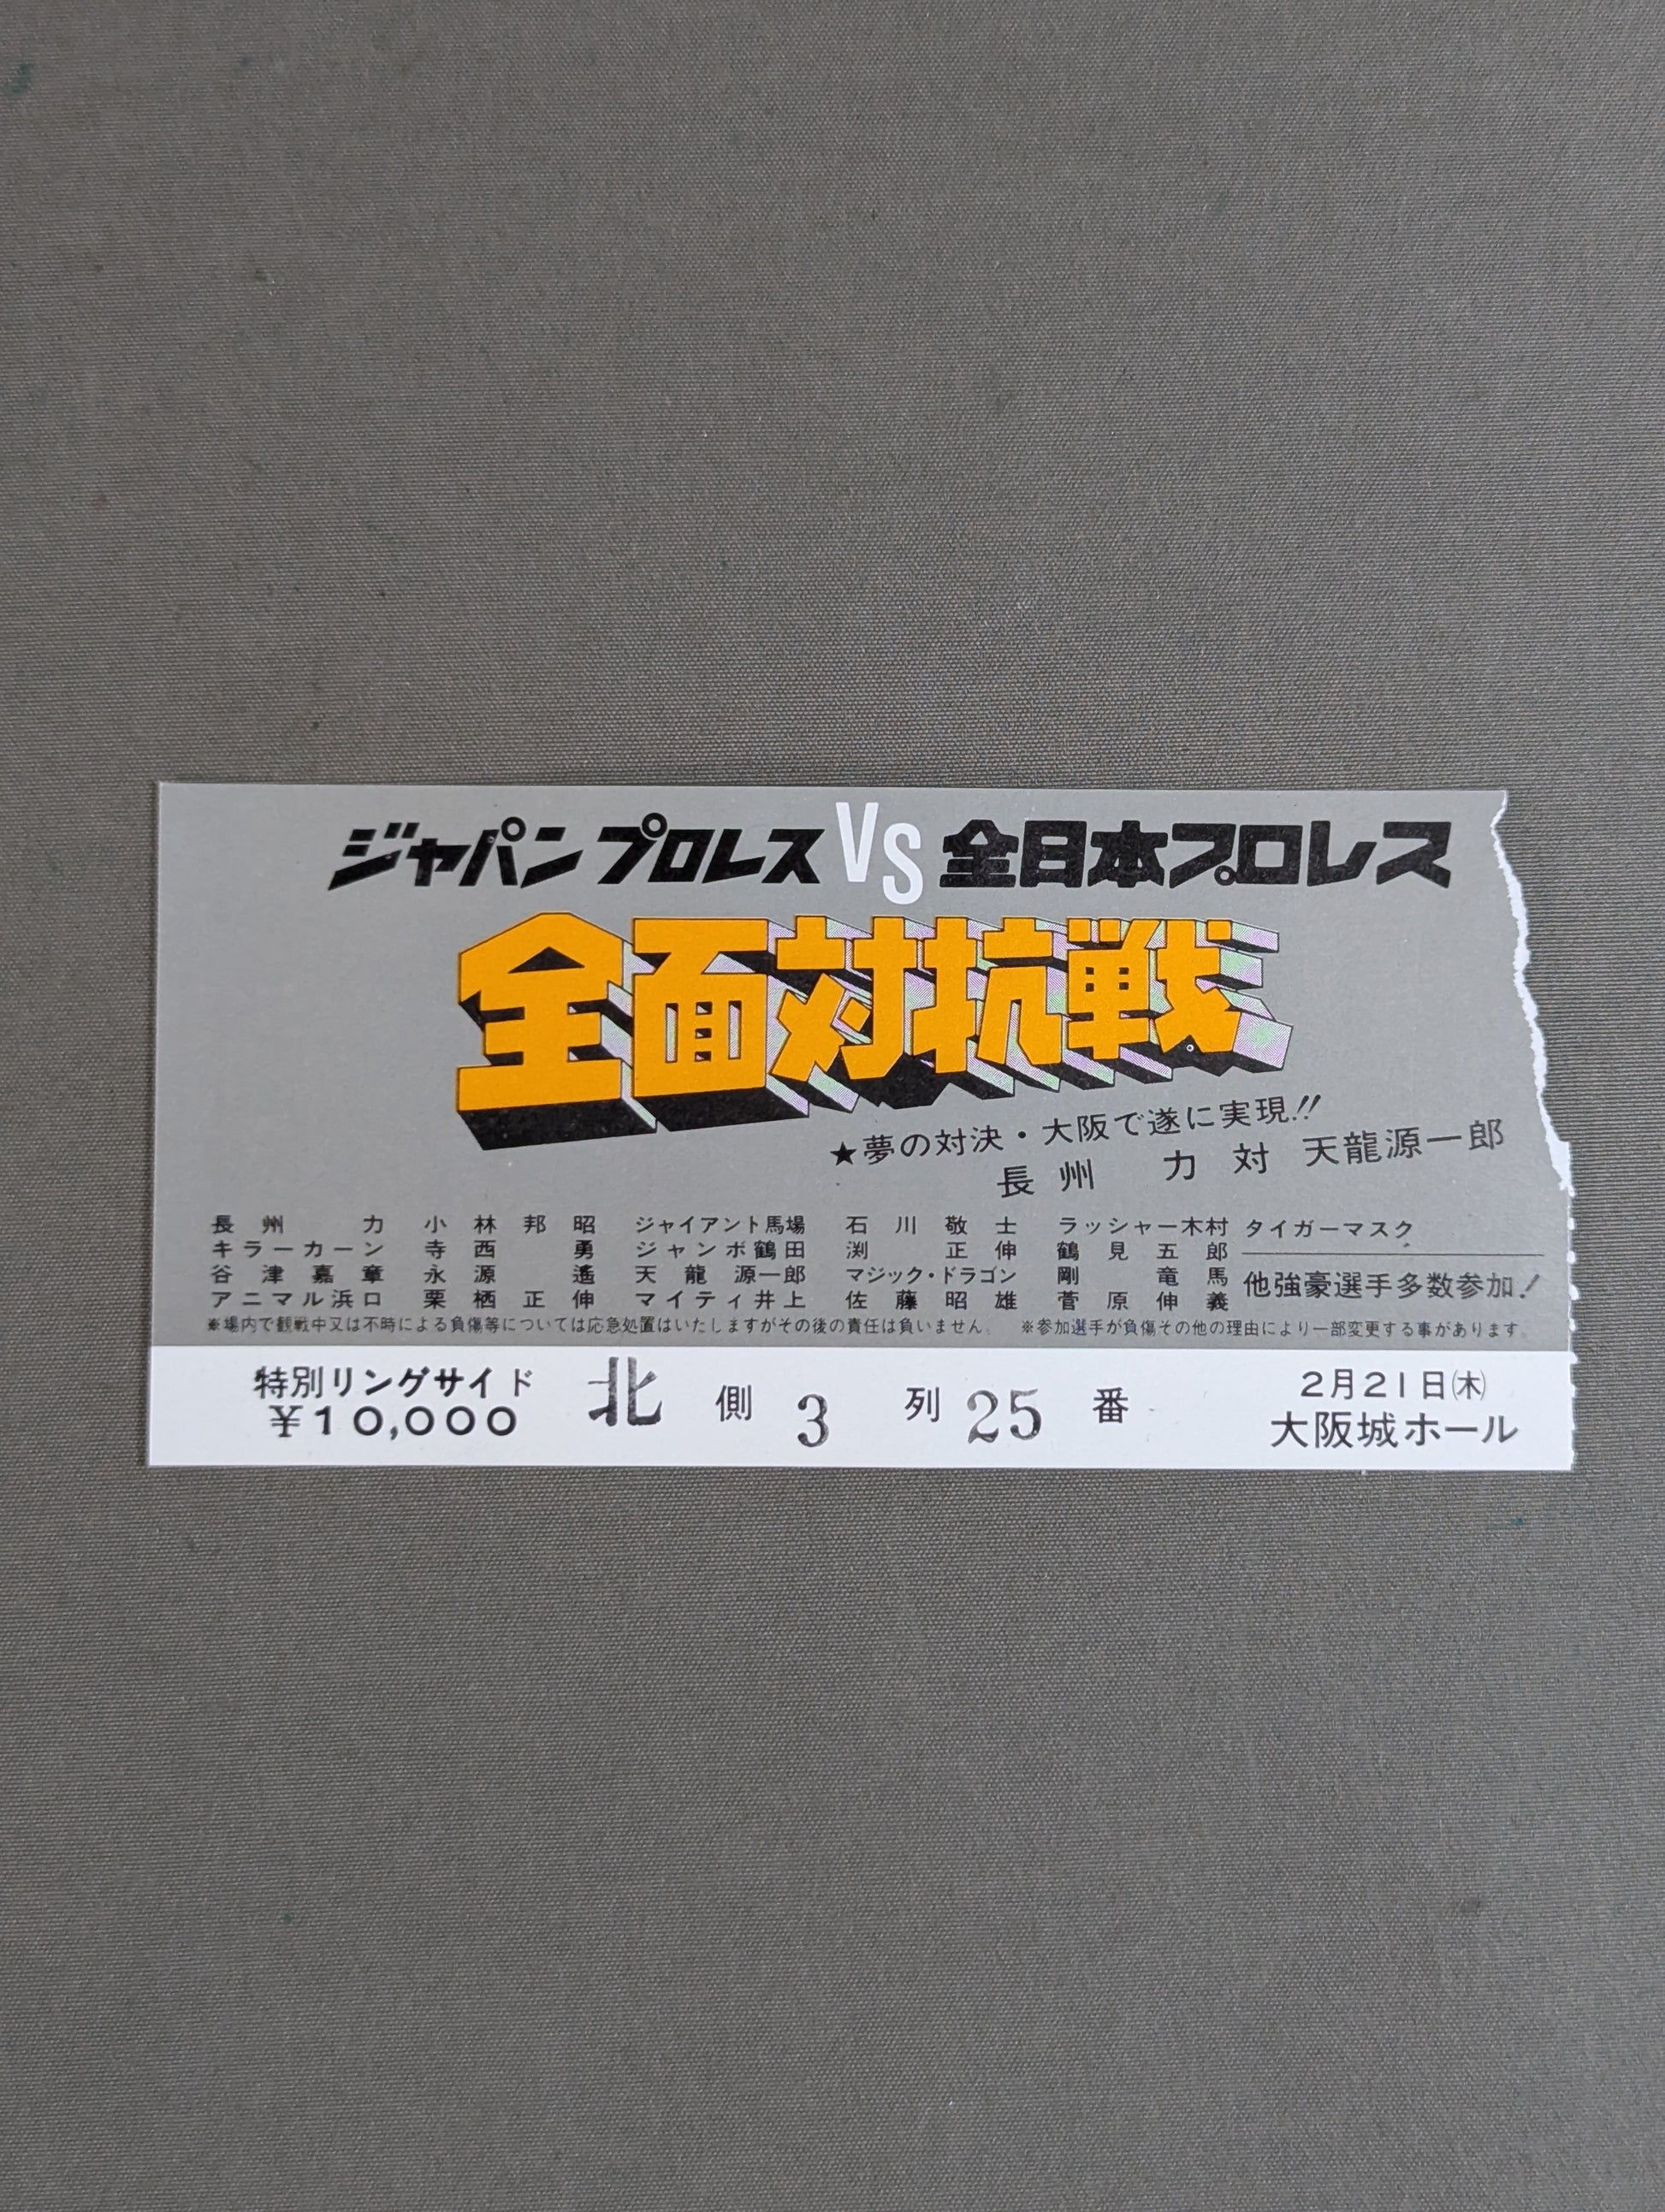 ジャパンプロレス VS 全日本プロレス
全面対抗戦
★夢の対決・大阪で遂に実現!!
長州 力 対 天龍源一郎
長州 力 小林邦昭 ジャイアント馬場 石川敬士 ラッシャー木村 タイガーマスク
キラーカーン 寺西 勇 ジャンボ鶴田 渕 正伸 鶴見五郎
谷津嘉章 永源 遙 天龍源一郎 マジック・ドラゴン 剛 竜馬 他強豪選手多数参加!
アニマル浜口 栗栖正伸 マイティ井上 佐藤昭雄 菅原伸義
※場内で観戦中又は不時による負傷等については応急処置はいたしますがその後の責任は負いません。 ※参加選手が負傷その他の理由により一部変更する事があります。
特別リングサイド
¥10,000
北側 3列 25番
2月21日(木)
大阪城ホール